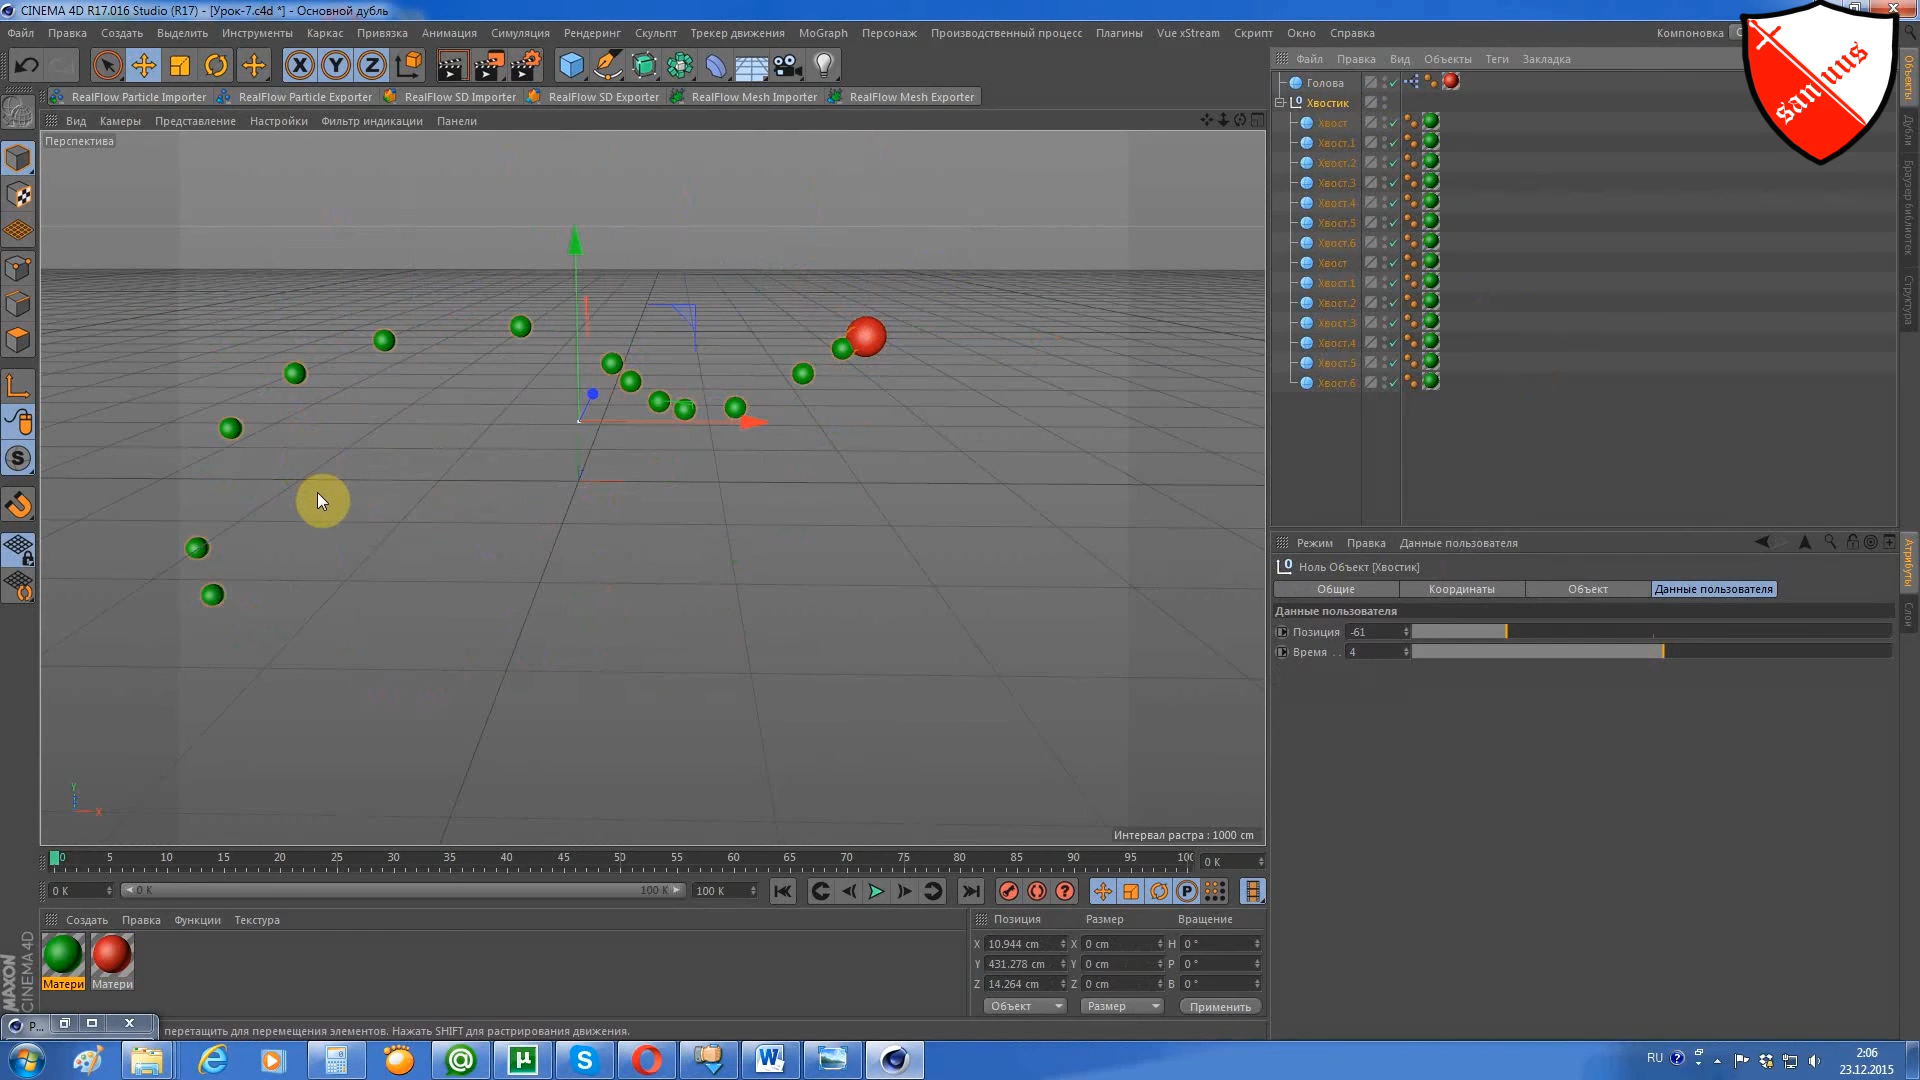 CINEMA 4D R17.016 Studio (R17) - [Урок-7.c4d *] - Основной дубль
Файл Правка Создать Выделить Инструменты Каркас Привязка Анимация Симуляция Рендеринг Скульпт Трекер движения MoGraph Персонаж Производственный процесс Плагины Vue xStream Скрипт Окно Справка Компоновка
Файл Правка Вид Объекты Теги Закладка
sanuus
X Y Z
RealFlow Particle Importer RealFlow Particle Exporter RealFlow SD Importer RealFlow SD Exporter RealFlow Mesh Importer RealFlow Mesh Exporter
Вид Камеры Представление Настройки Фильтр индикации Панели
Перспектива
Голова
Хвостик
Хвост
Хвост.1
Хвост.2
Хвост.3
Хвост.4
Хвост.5
Хвост.6
Хвост
Хвост.1
Хвост.2
Хвост.3
Хвост.4
Хвост.5
Хвост.6
Объекты
Дубли
Браузер библиотек
Структура
Режим Правка Данные пользователя
Ноль Объект [Хвостик]
Общие Координаты Объект Данные пользователя
Данные пользователя
Позиция -61
Время . . 4
Атрибуты
Слои
Y
X
Интервал растра : 1000 cm
0 5 10 15 20 25 30 35 40 45 50 55 60 65 70 75 80 85 90 95 100 0 K
0 K 0 K 100 K 100 K
Создать Правка Функции Текстура
Позиция Размер Вращение
X 10.944 cm X 0 cm H 0 °
Y 431.278 cm Y 0 cm P 0 °
Z 14.264 cm Z 0 cm B 0 °
Объект Размер Применить
Матери Матери
MAXON
CINEMA 4D
P...
перетащить для перемещения элементов. Нажать SHIFT для растрирования движения.
RU
2:06
23.12.2015